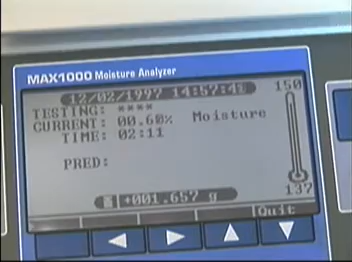 MAX1000 Moisture Analyzer
12/02/1997 14:57:42
150
TESTING: ****
CURRENT: 00.60% Moisture
TIME: 02:11
PRED:
137
+001.657 g
Quit